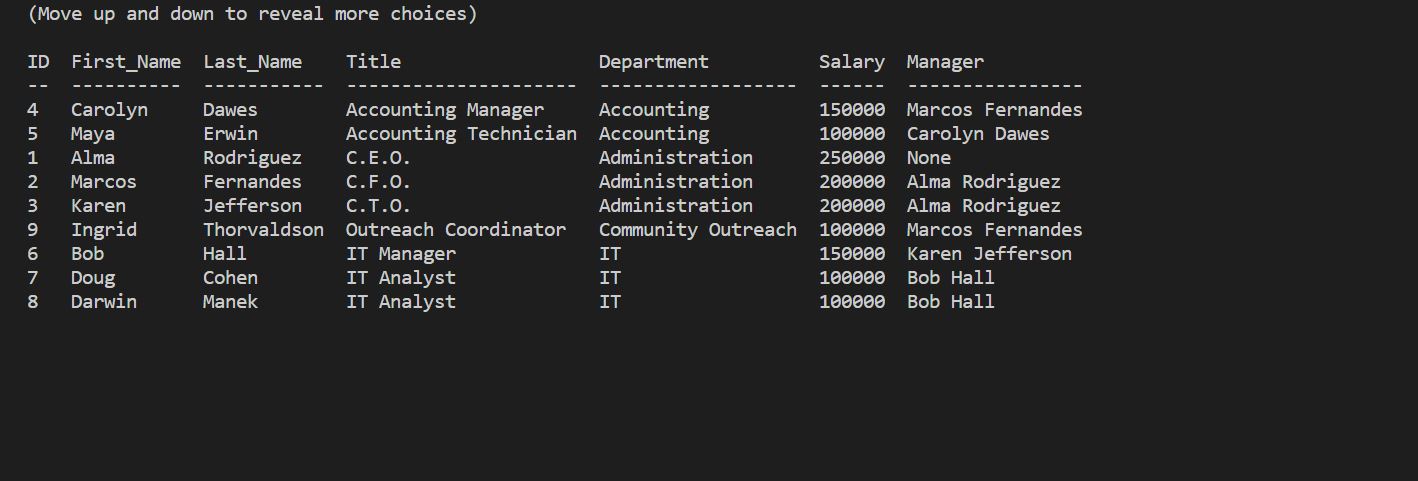 (Move up and down to reveal more choices)
ID  First_Name  Last_Name    Title                  Department          Salary  Manager
--  ----------  -----------  ---------------------  ------------------  ------  ----------------
4   Carolyn     Dawes        Accounting Manager     Accounting          150000  Marcos Fernandes
5   Maya        Erwin        Accounting Technician  Accounting          100000  Carolyn Dawes
1   Alma        Rodriguez    C.E.O.                 Administration      250000  None
2   Marcos      Fernandes    C.F.O.                 Administration      200000  Alma Rodriguez
3   Karen       Jefferson    C.T.O.                 Administration      200000  Alma Rodriguez
9   Ingrid      Thorvaldson  Outreach Coordinator   Community Outreach  100000  Marcos Fernandes
6   Bob         Hall         IT Manager             IT                  150000  Karen Jefferson
7   Doug        Cohen        IT Analyst             IT                  100000  Bob Hall
8   Darwin      Manek        IT Analyst             IT                  100000  Bob Hall